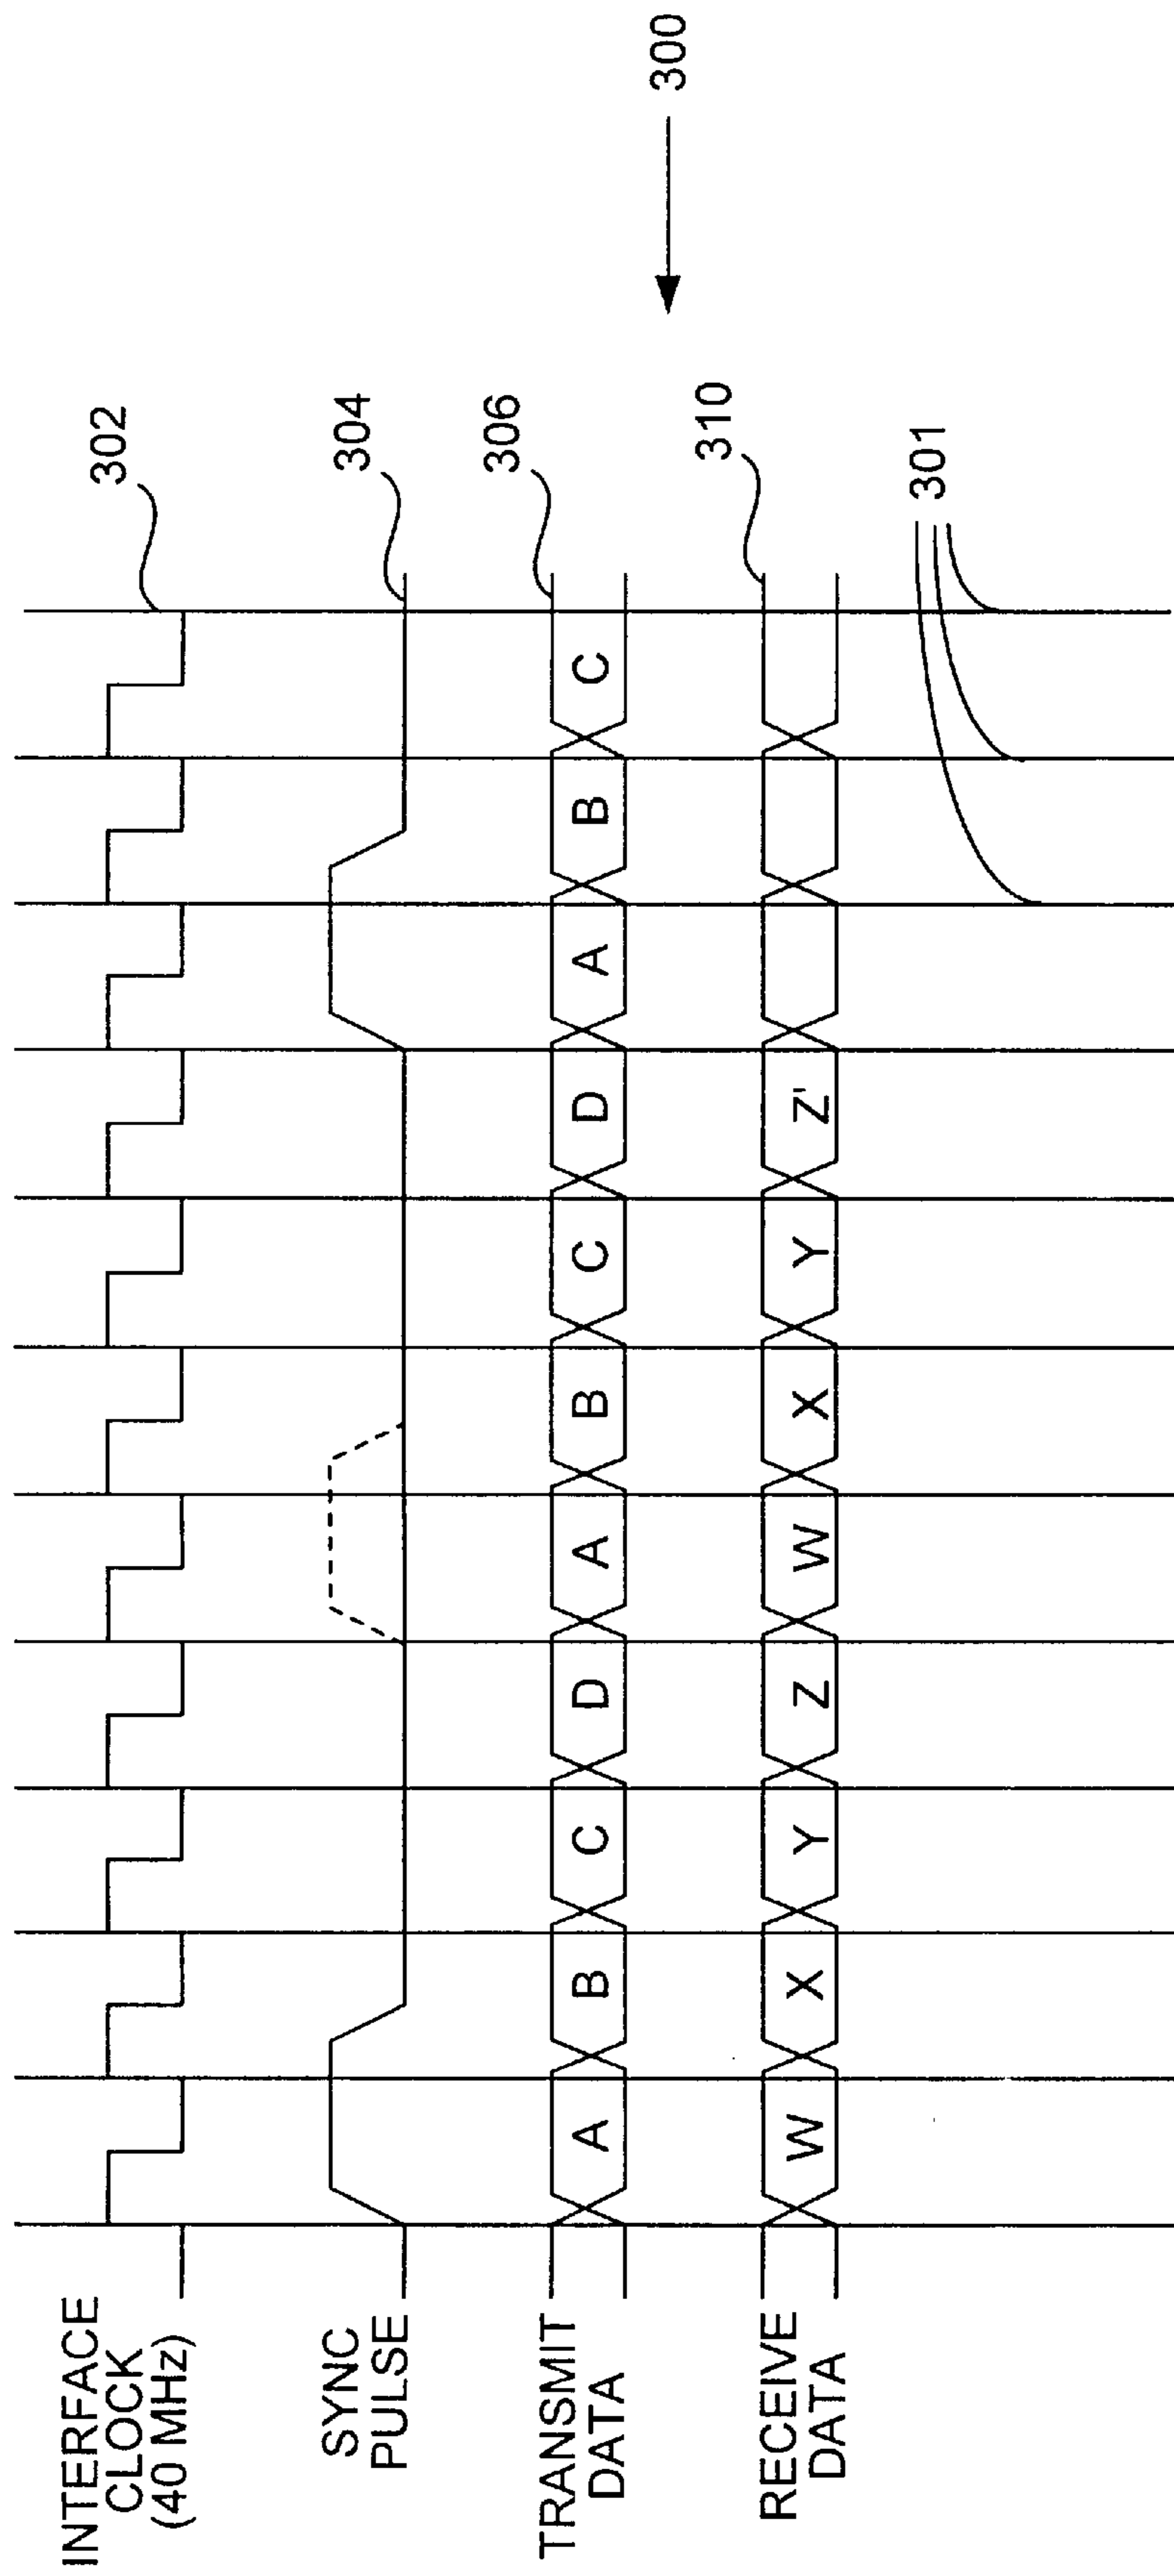 INTERFACE
CLOCK
(40 MHz)
302
SYNC
PULSE
304
TRANSMIT
DATA
A B C D A B C D A B C
306
RECEIVE
DATA
W X Y Z W X Y Z'
310
301
300